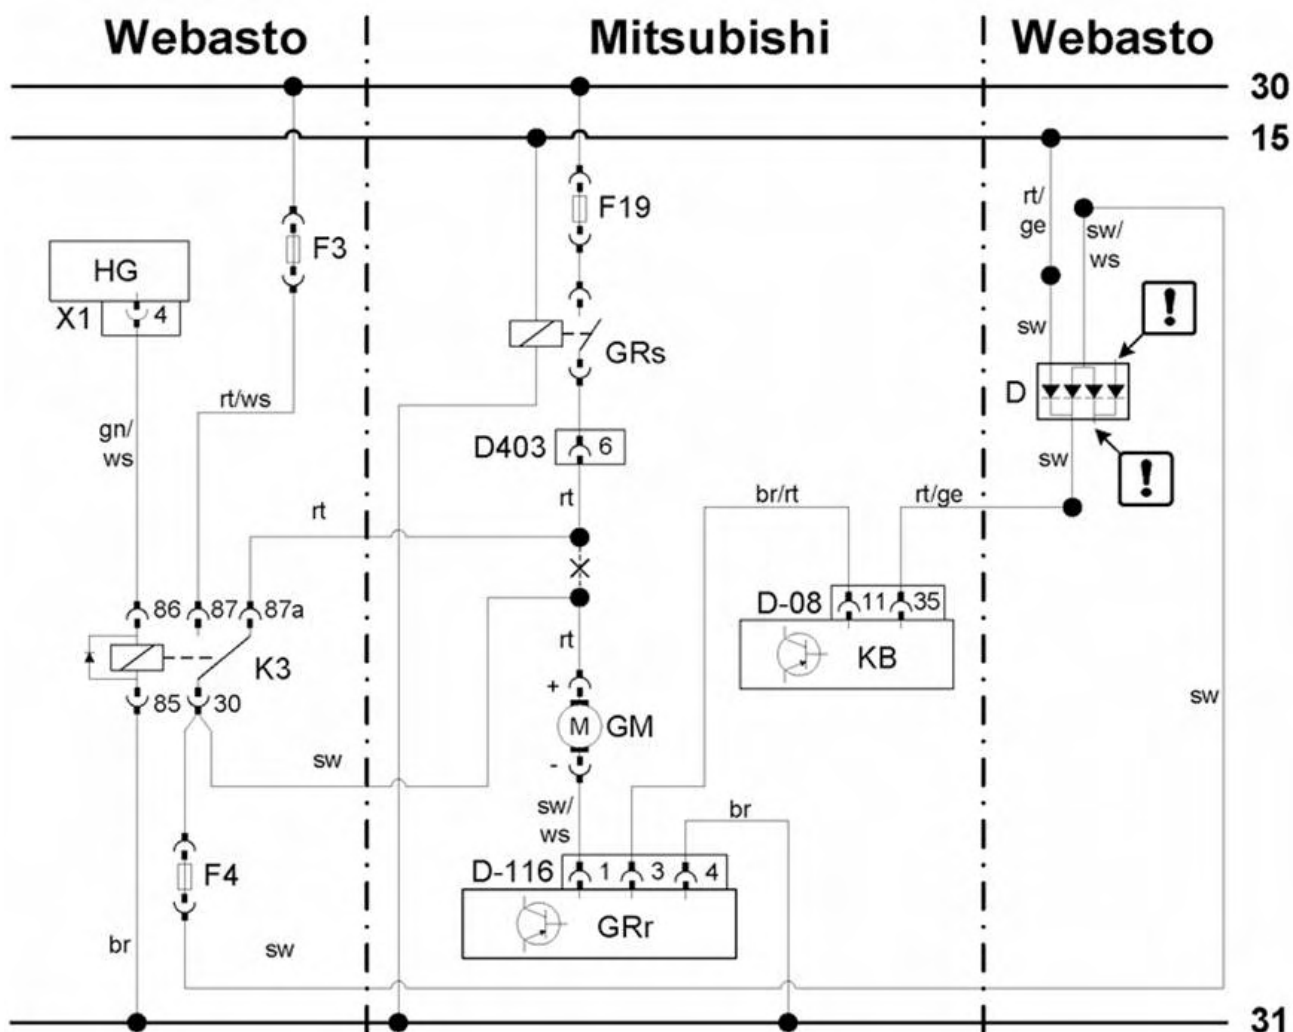 Webasto Mitsubishi Webasto
30
15
F19
rt/
ge
sw/
ws
F3
HG
X1 4
!
sw
GRs
D
rt/ws
gn/
ws
D403 6
sw
!
rt
rt
br/rt
rt/ge
86 87 87a
D-08 11 35
rt
KB
K3
85 30
+
M GM
-
sw
sw
sw/
ws
br
D-116 1 3 4
F4
GRr
br
sw
31